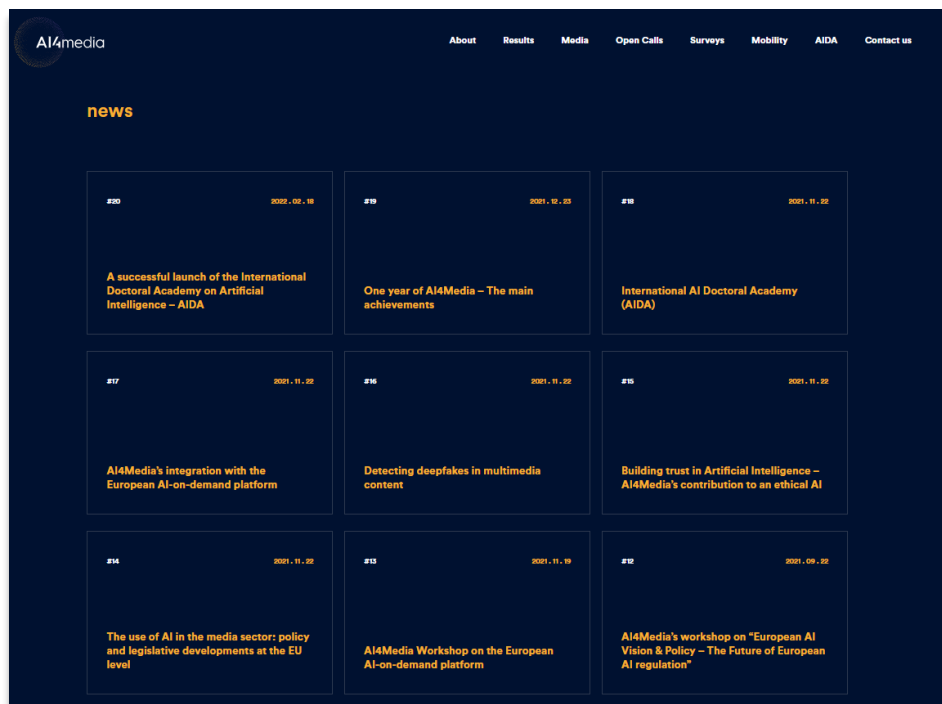 AI4media
About Results Media Open Calls Surveys Mobility AIDA Contact us
news
#20 2022.02.18
A successful launch of the International
Doctoral Academy on Artificial
Intelligence – AIDA
#19 2021.12.23
One year of AI4Media – The main
achievements
#18 2021.11.22
International AI Doctoral Academy
(AIDA)
#17 2021.11.22
AI4Media's integration with the
European AI-on-demand platform
#16 2021.11.22
Detecting deepfakes in multimedia
content
#15 2021.11.22
Building trust in Artificial Intelligence –
AI4Media's contribution to an ethical AI
#14 2021.11.22
The use of AI in the media sector: policy
and legislative developments at the EU
level
#13 2021.11.19
AI4Media Workshop on the European
AI-on-demand platform
#12 2021.09.22
AI4Media's workshop on “European AI
Vision & Policy – The Future of European
AI regulation”